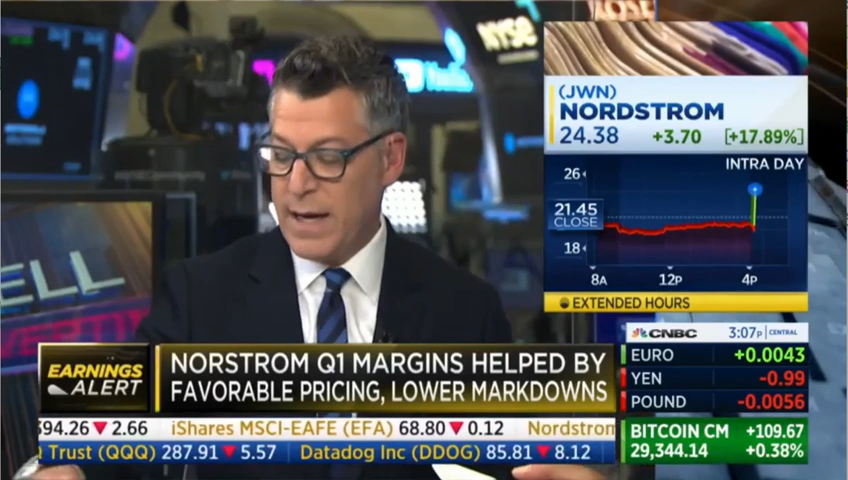 NYSE
ROSE
(JWN)
NORDSTROM
24.38 +3.70 [+17.89%]
INTRA DAY
26
21.45
CLOSE
18
8A 12P 4P
EXTENDED HOURS
ELL
CNBC 3:07P CENTRAL
EURO +0.0043
YEN -0.99
POUND -0.0056
BITCOIN CM +109.67
29,344.14 +0.38%
EARNINGS
ALERT
NORSTROM Q1 MARGINS HELPED BY
FAVORABLE PRICING, LOWER MARKDOWNS
394.26 ▼ 2.66 iShares MSCI-EAFE (EFA) 68.80 ▼ 0.12 Nordstrom
Trust (QQQ) 287.91 ▼ 5.57 Datadog Inc (DDOG) 85.81 ▼ 8.12